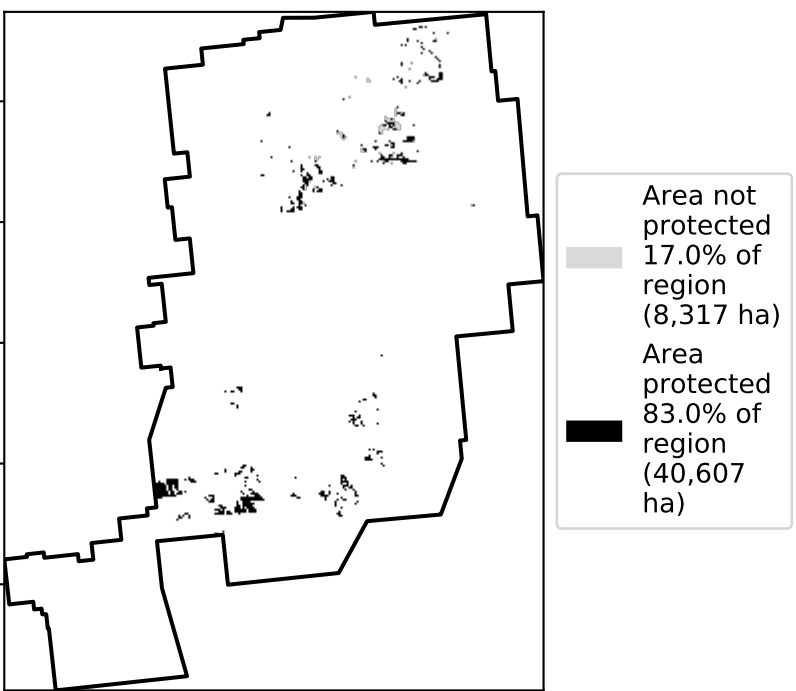 Area not
protected
17.0% of
region
(8,317 ha)
Area
protected
83.0% of
region
(40,607
ha)